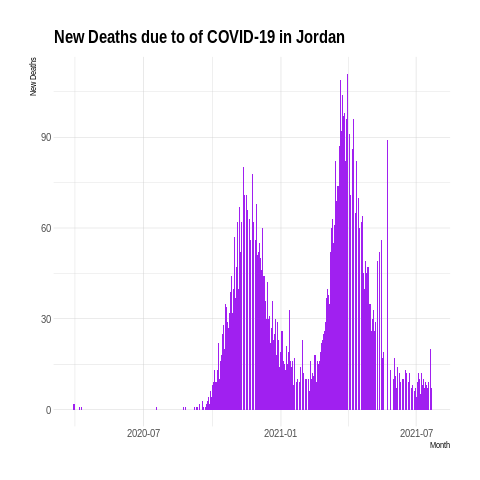 New Deaths due to of COVID-19 in Jordan
New Deaths
90
60
30
0
2020-07
2021-01
2021-07
Month